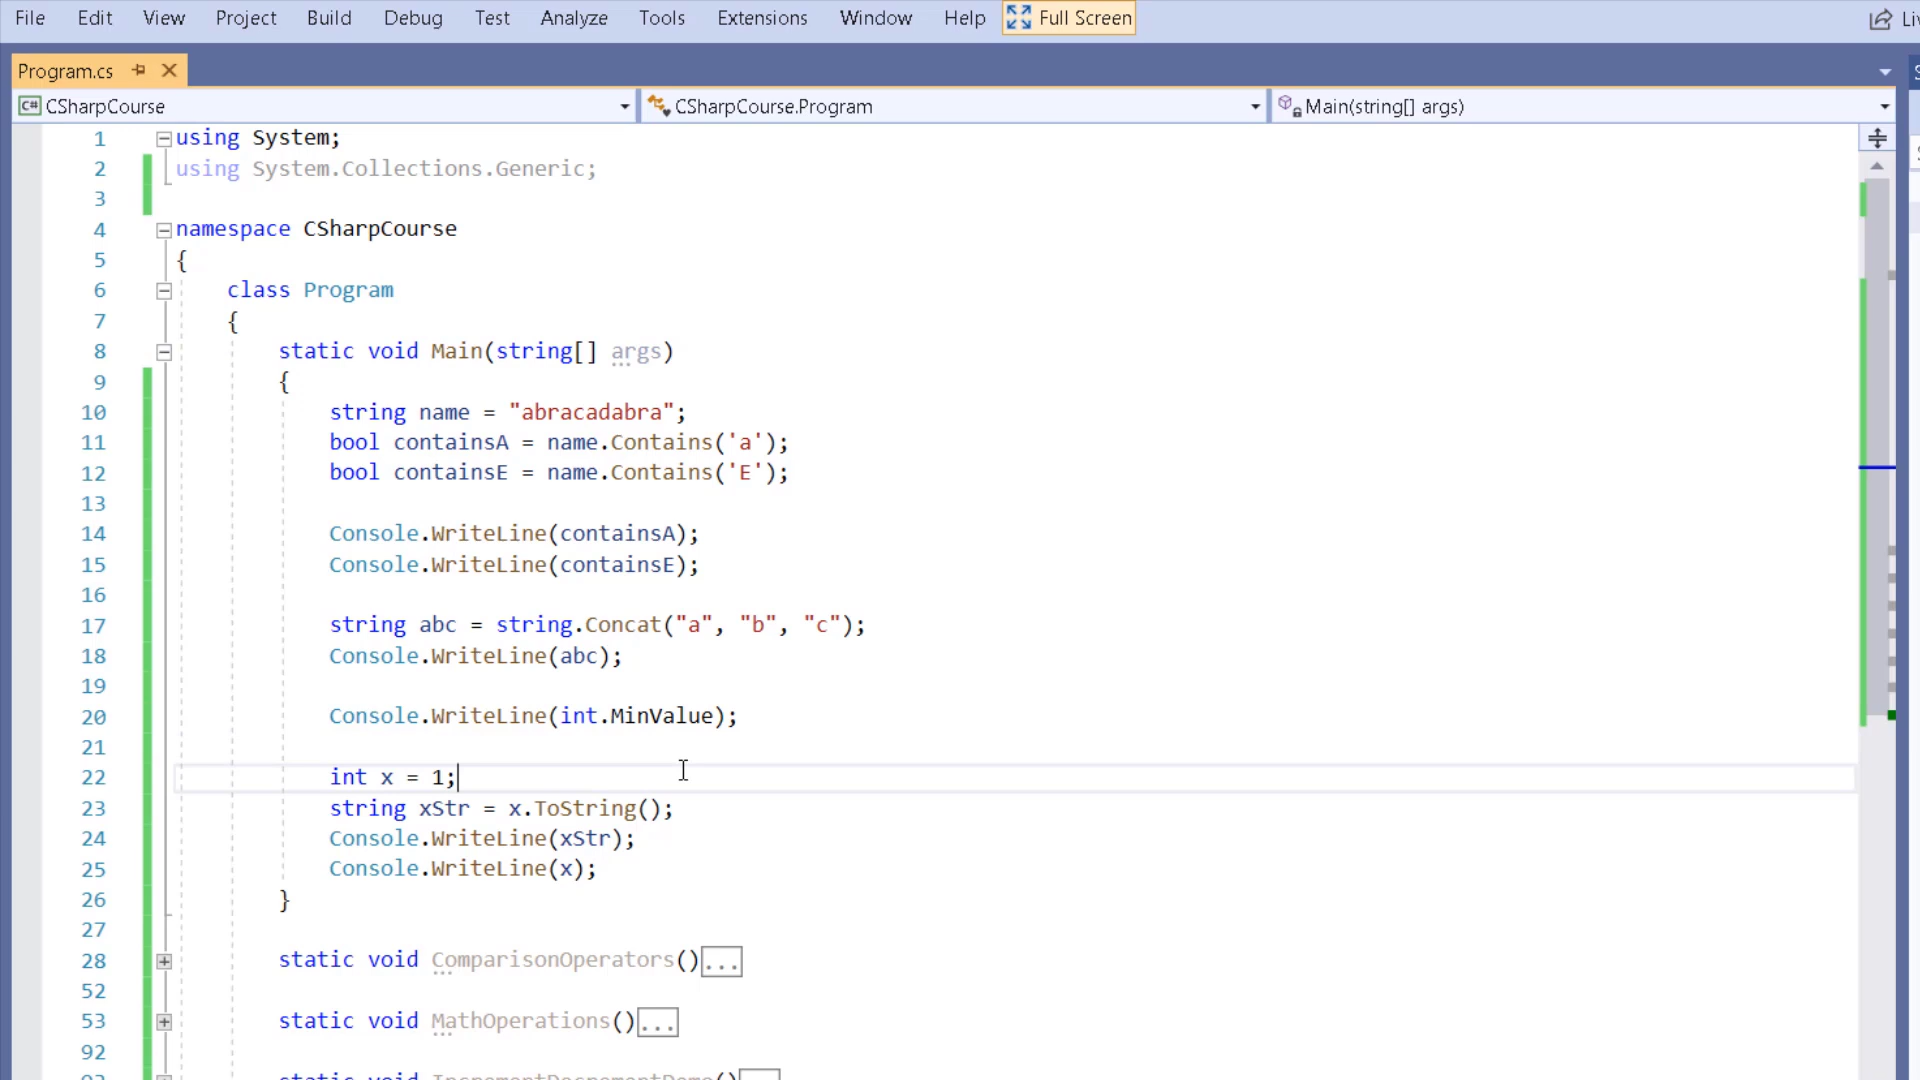 File Edit View Project Build Debug Test Analyze Tools Extensions Window Help Full Screen
Program.cs
C# CSharpCourse CSharpCourse.Program Main(string[] args)
1 using System;
2 using System.Collections.Generic;
3
4 namespace CSharpCourse
5 {
6 class Program
7 {
8 static void Main(string[] args)
9 {
10 string name = "abracadabra";
11 bool containsA = name.Contains('a');
12 bool containsE = name.Contains('E');
13
14 Console.WriteLine(containsA);
15 Console.WriteLine(containsE);
16
17 string abc = string.Concat("a", "b", "c");
18 Console.WriteLine(abc);
19
20 Console.WriteLine(int.MinValue);
21
22 int x = 1;
23 string xStr = x.ToString();
24 Console.WriteLine(xStr);
25 Console.WriteLine(x);
26 }
27
28 static void ComparisonOperators()...
52
53 static void MathOperations()...
92
93 static void IncrementDecrementDemo()